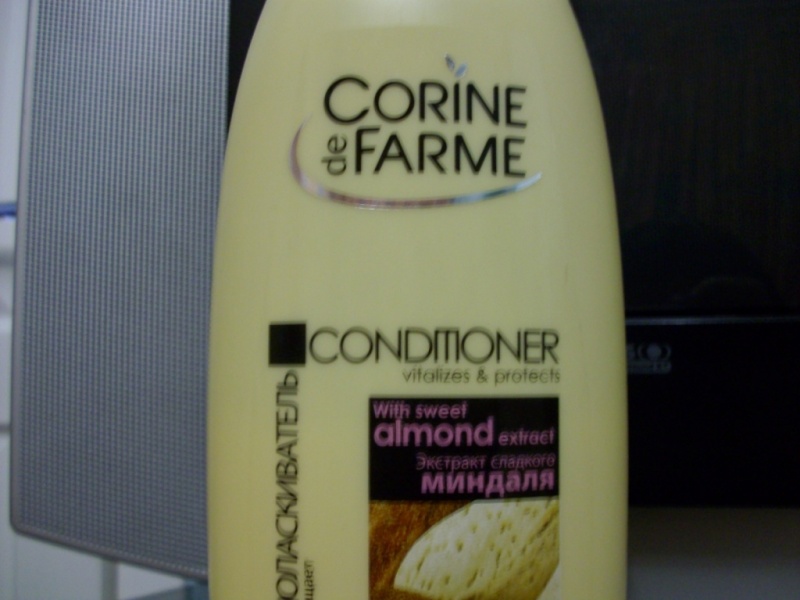 CORINE
de FARME
CONDITIONER
vitalizes & protects
With sweet
almond extract
Экстракт сладкого
миндаля